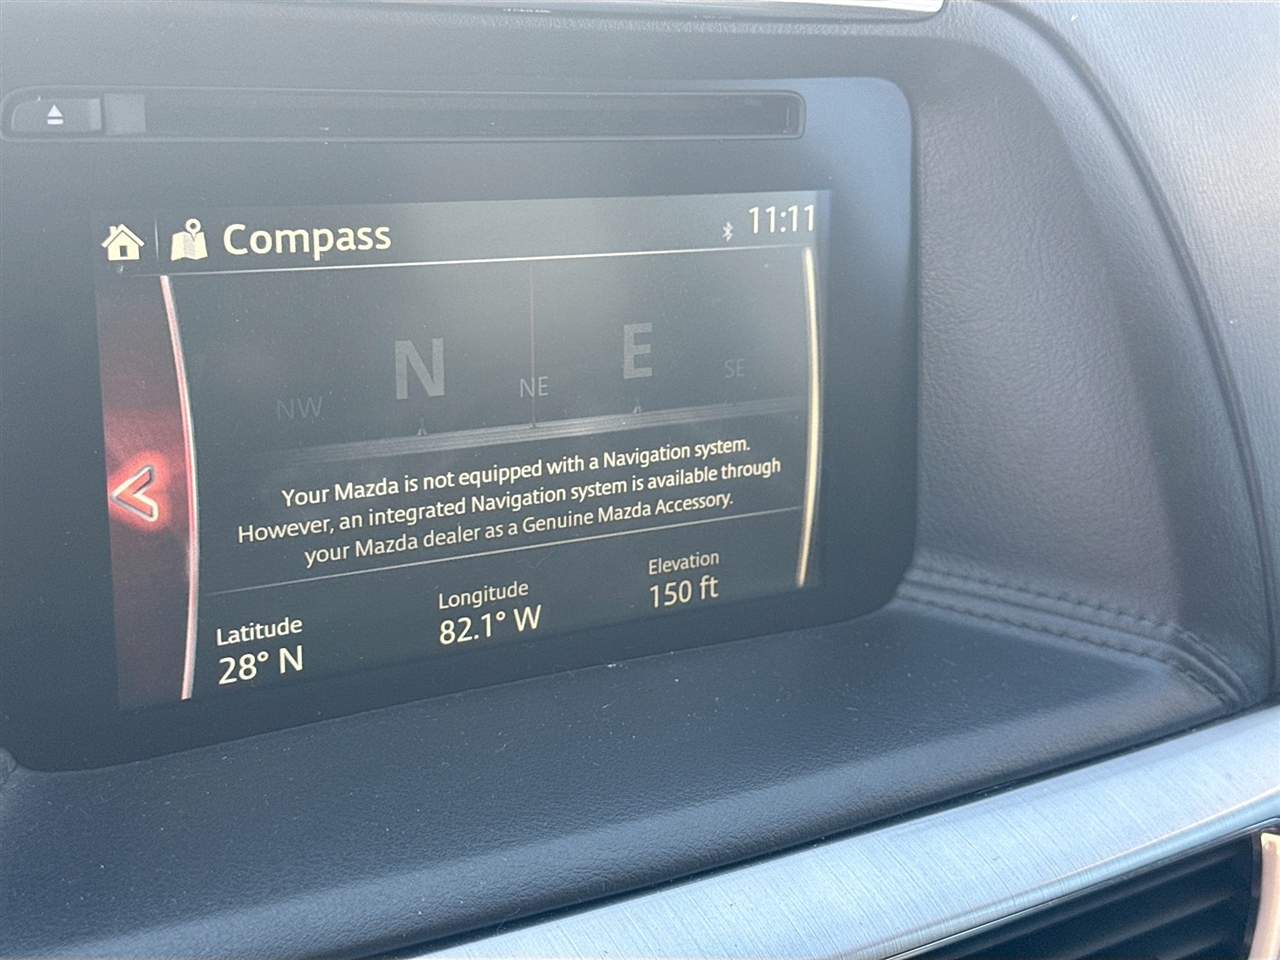 Compass
11:11
NW N NE E SE
Your Mazda is not equipped with a Navigation system.
However, an integrated Navigation system is available through
your Mazda dealer as a Genuine Mazda Accessory.
Latitude Longitude Elevation
28° N 82.1° W 150 ft